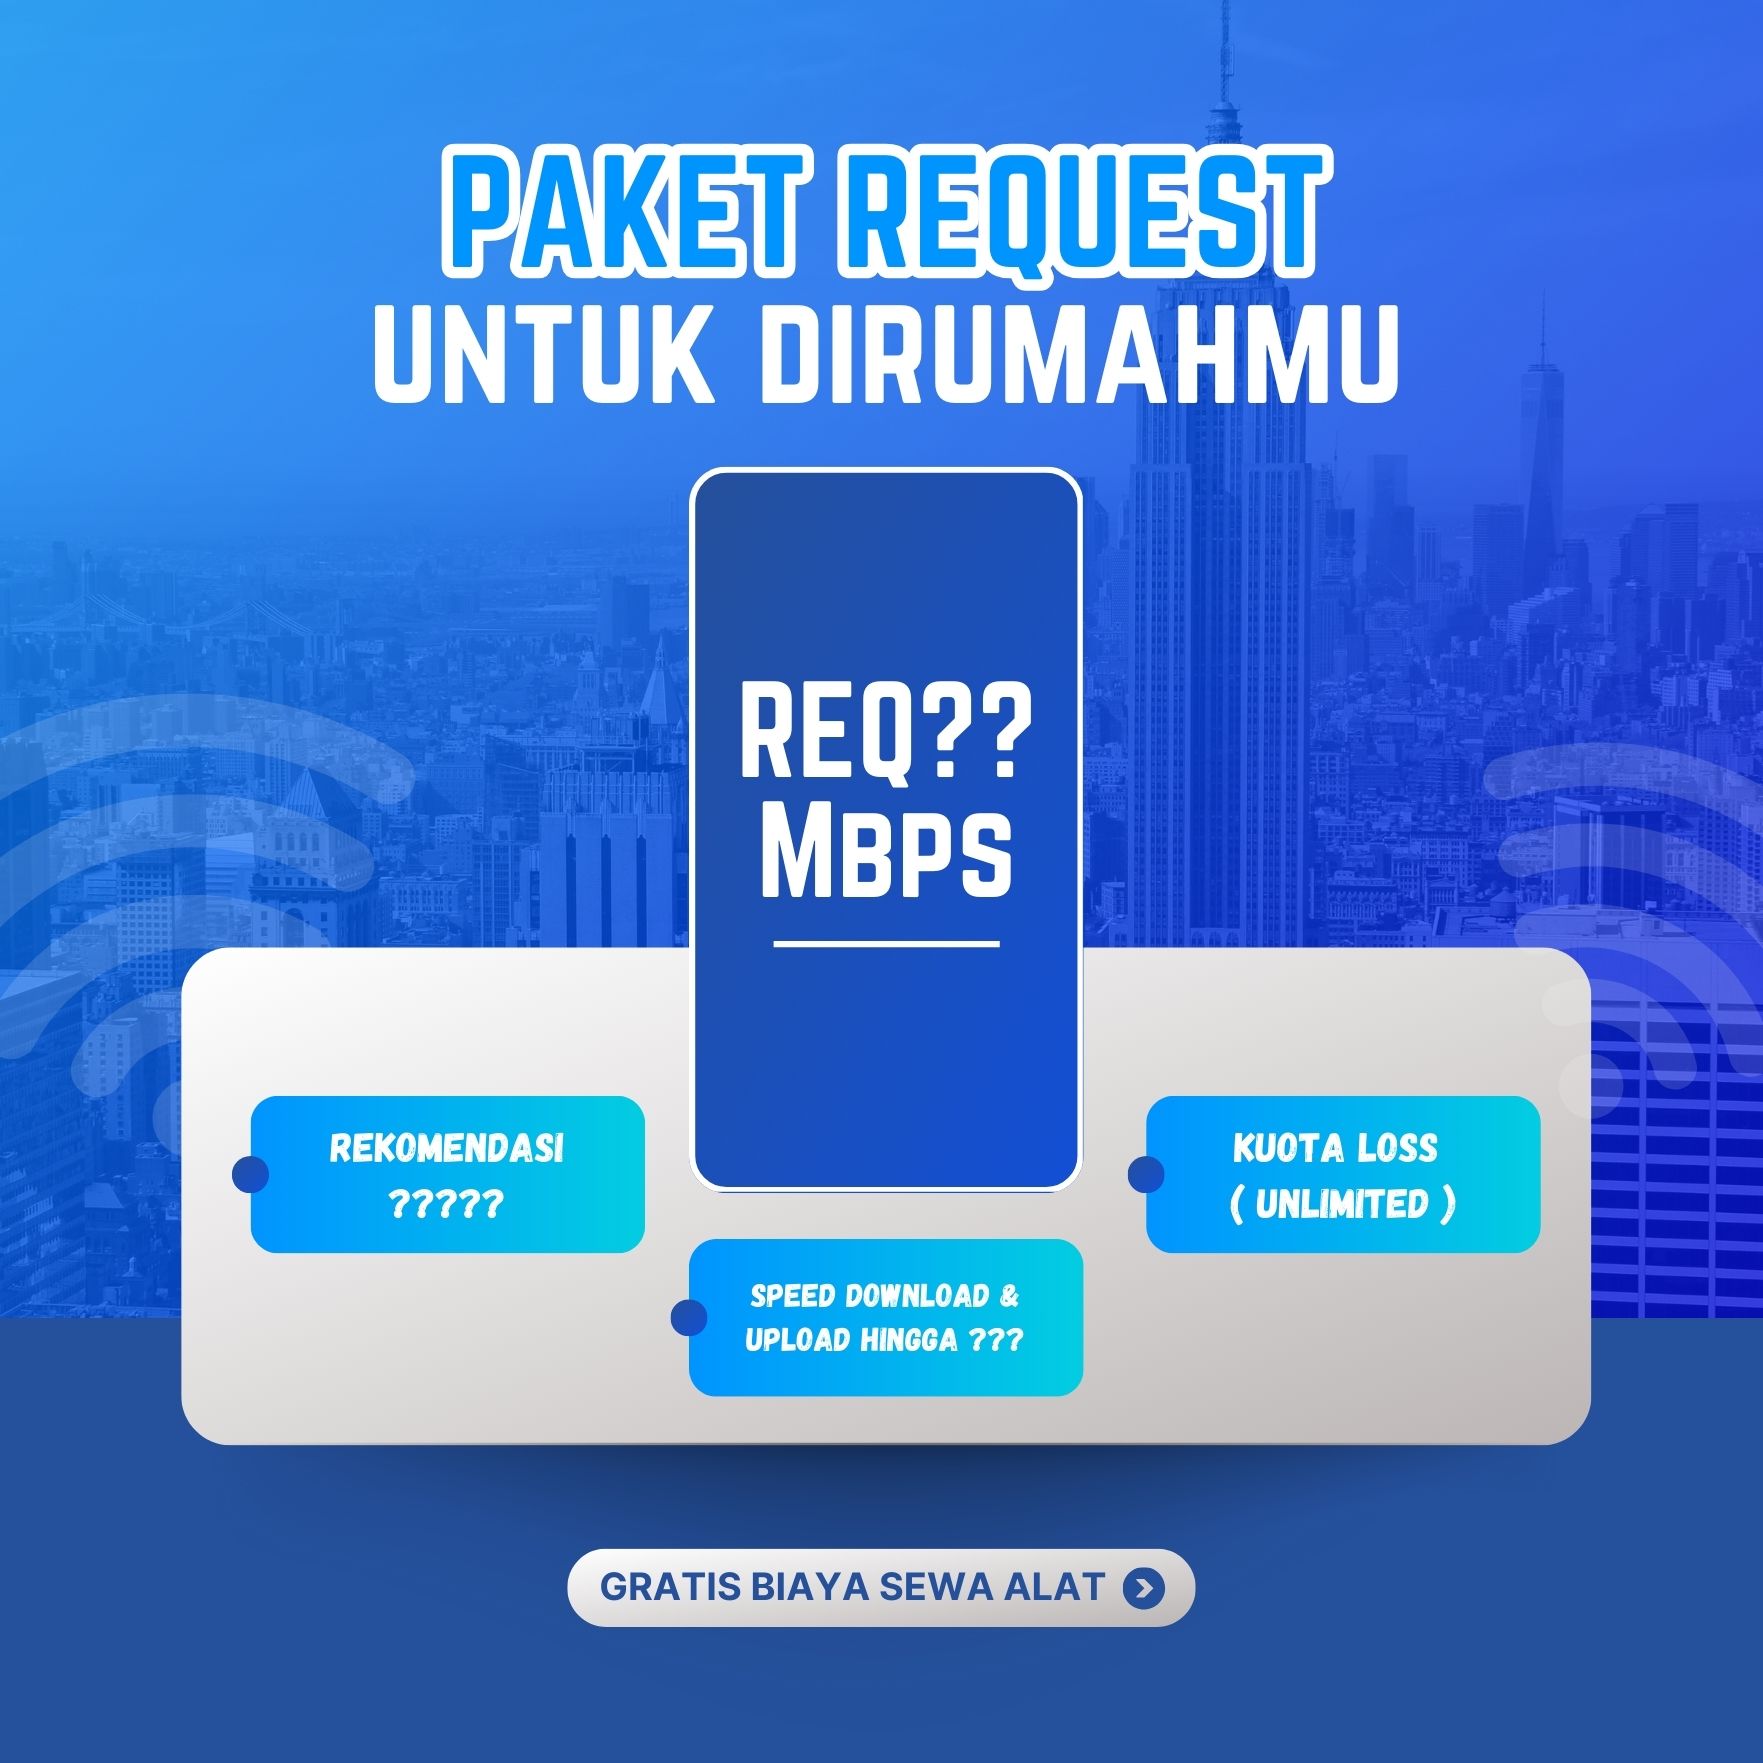 PAKET REQUEST
UNTUK DIRUMAHMU
REQ??
MBPS
REKOMENDASI
?????
KUOTA LOSS
( UNLIMITED )
SPEED DOWNLOAD &
UPLOAD HINGGA ???
GRATIS BIAYA SEWA ALAT